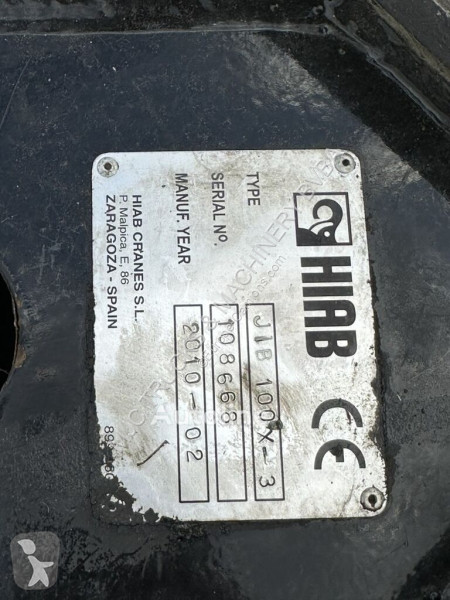 HIAB
CE
TYPE JIB 100X-3
SERIAL Nº. 108668
MANUF. YEAR 2010-02
HIAB CRANES S.L.
P. Malpica, E, 86
ZARAGOZA - SPAIN